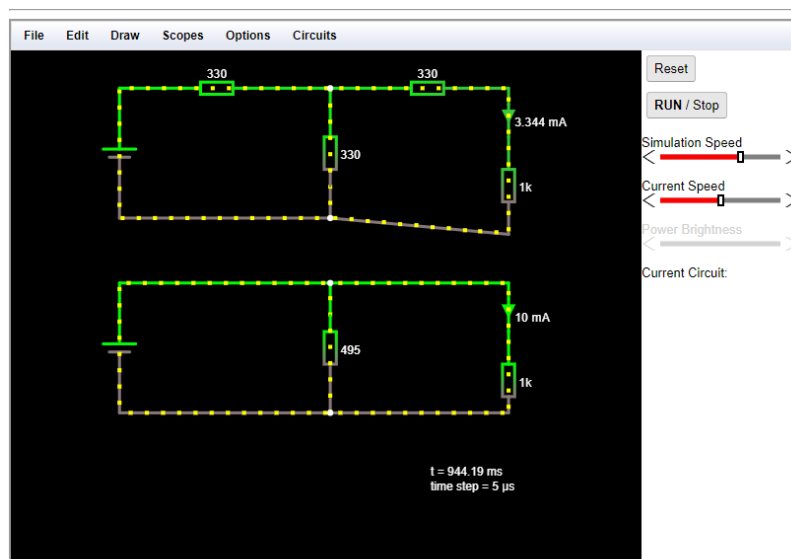 File Edit Draw Scopes Options Circuits
330 330
Reset
RUN / Stop
3.344 mA
330
1k
Simulation Speed
Current Speed
Power Brightness
Current Circuit:
10 mA
495
1k
t = 944.19 ms
time step = 5 µs